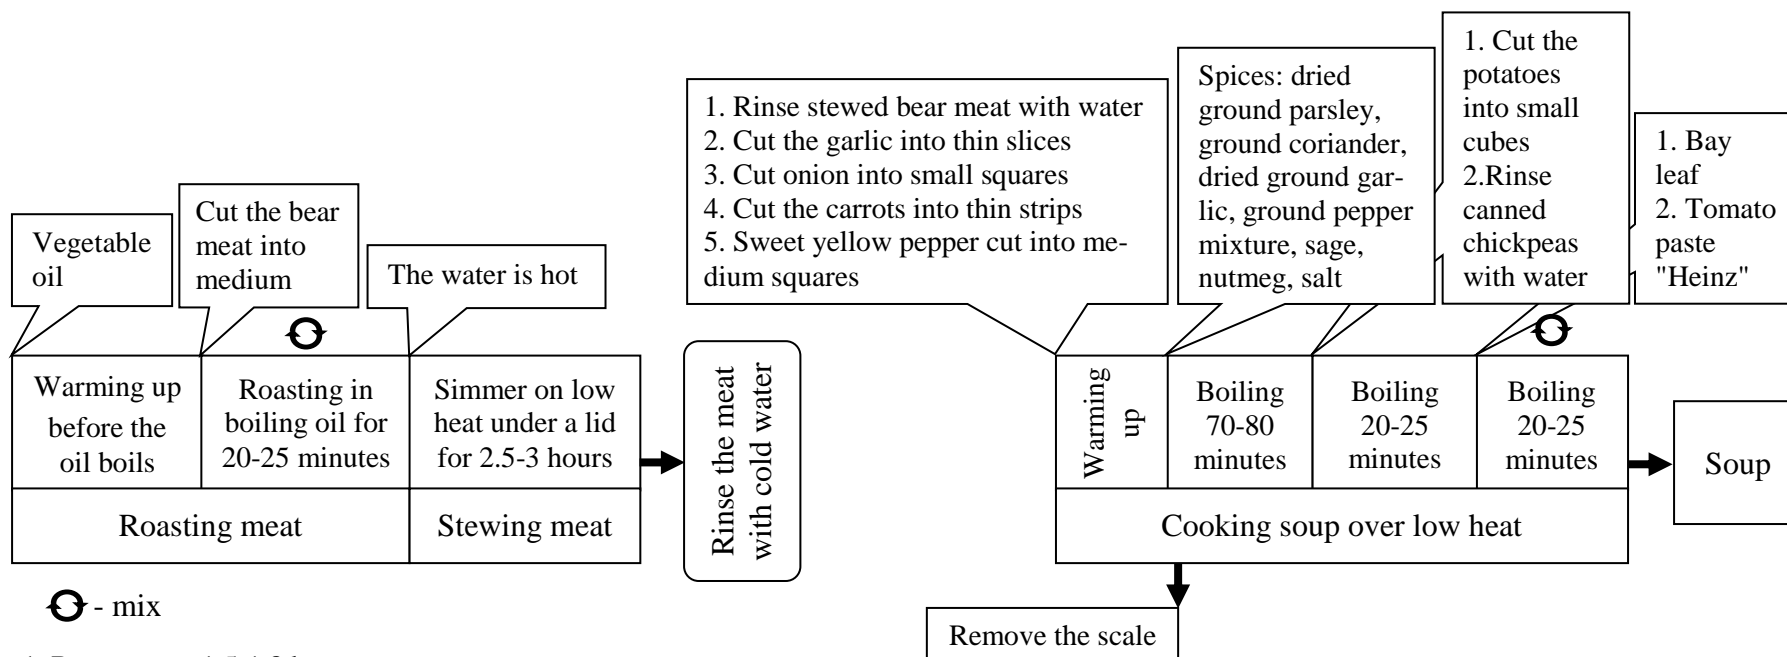 Vegetable
oil
Cut the bear
meat into
medium
The water is hot
1. Rinse stewed bear meat with water
2. Cut the garlic into thin slices
3. Cut onion into small squares
4. Cut the carrots into thin strips
5. Sweet yellow pepper cut into me-
dium squares
Spices: dried
ground parsley,
ground coriander,
dried ground gar-
lic, ground pepper
mixture, sage,
nutmeg, salt
1. Cut the
potatoes
into small
cubes
2.Rinse
canned
chickpeas
with water
1. Bay
leaf
2. Tomato
paste
"Heinz"
Warming up
before the
oil boils
Roasting in
boiling oil for
20-25 minutes
Simmer on low
heat under a lid
for 2.5-3 hours
Roasting meat
Stewing meat
Rinse the meat
with cold water
Warming
up
Boiling
70-80
minutes
Boiling
20-25
minutes
Boiling
20-25
minutes
Cooking soup over low heat
Soup
- mix
Remove the scale